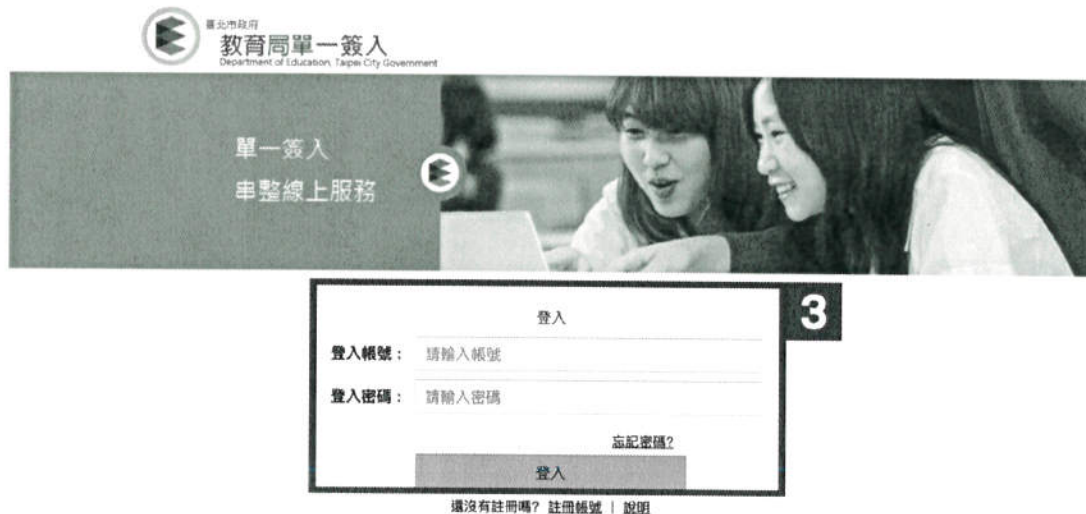 臺北市政府
教育局單一簽入
Department of Education, Taipei City Government
單一簽入
串整線上服務
3
登入
登入帳號： 請輸入帳號
登入密碼： 請輸入密碼
忘記密碼?
登入
還沒有註冊嗎? 註冊帳號 | 說明